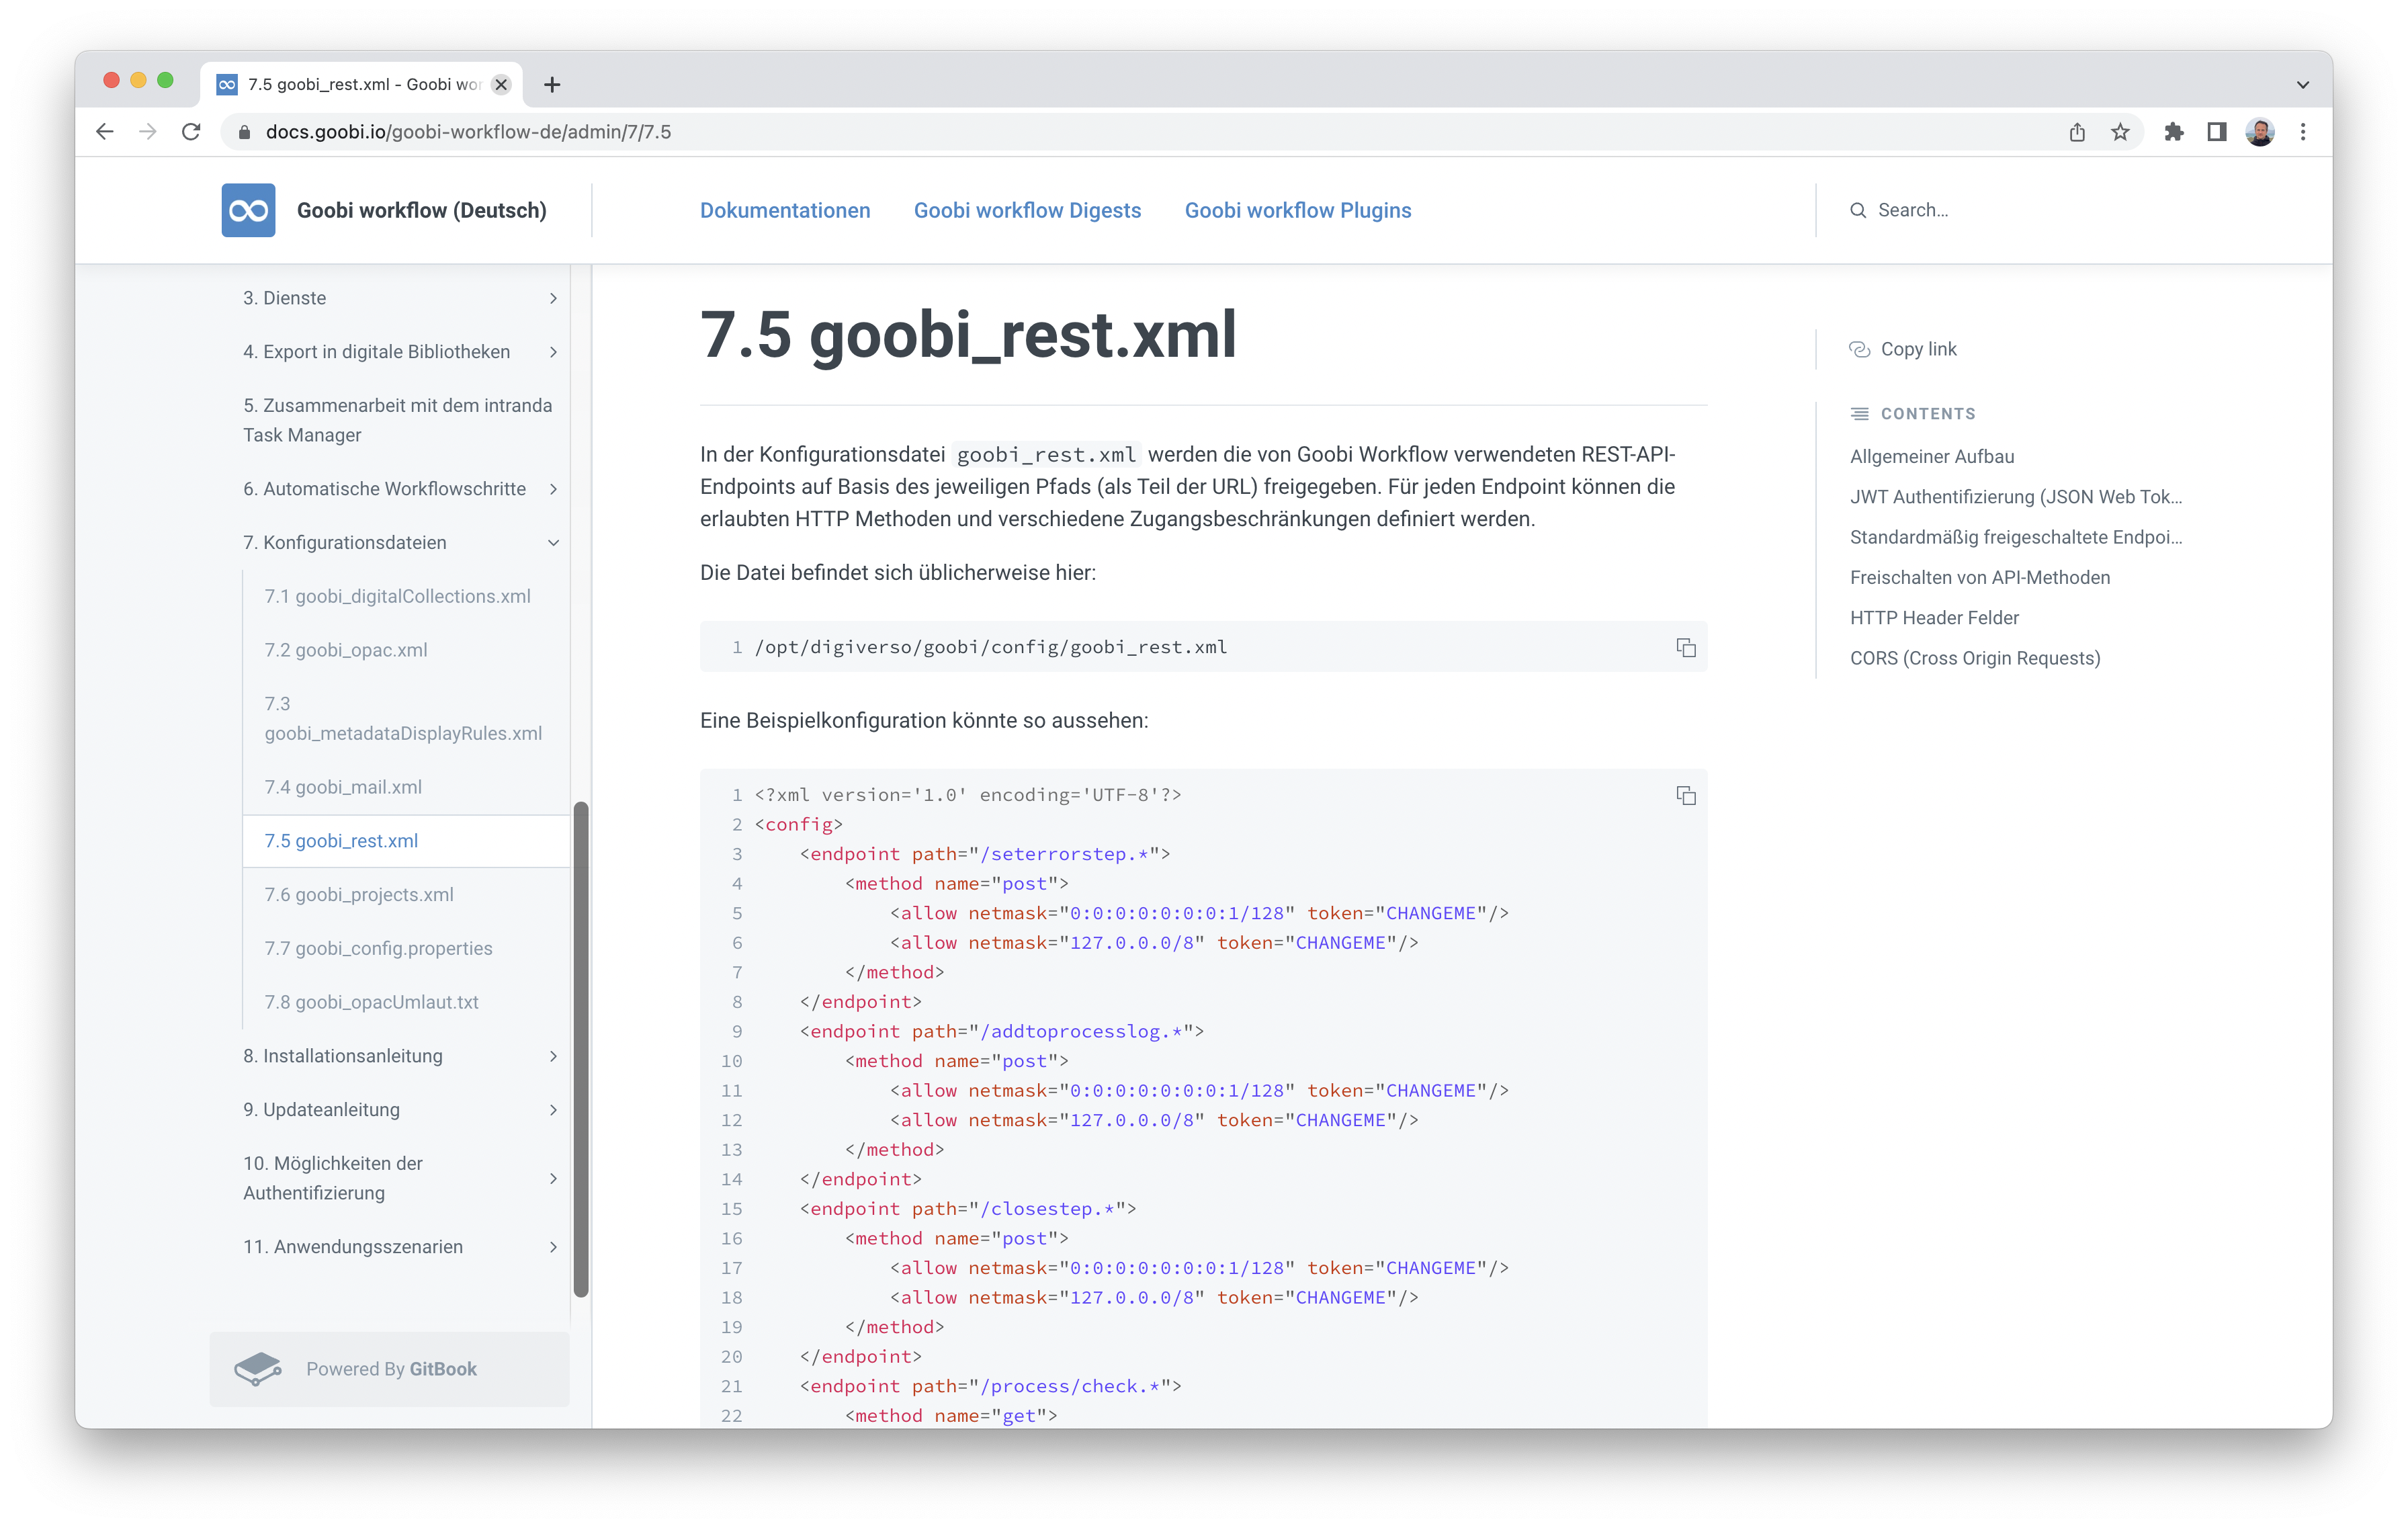 7.5 goobi_rest.xml - Goobi wor
docs.goobi.io/goobi-workflow-de/admin/7/7.5
Goobi workflow (Deutsch)
Dokumentationen
Goobi workflow Digests
Goobi workflow Plugins
Search...
3. Dienste
4. Export in digitale Bibliotheken
5. Zusammenarbeit mit dem intranda
Task Manager
6. Automatische Workflowschritte
7. Konfigurationsdateien
7.1 goobi_digitalCollections.xml
7.2 goobi_opac.xml
7.3
goobi_metadataDisplayRules.xml
7.4 goobi_mail.xml
7.5 goobi_rest.xml
7.6 goobi_projects.xml
7.7 goobi_config.properties
7.8 goobi_opacUmlaut.txt
8. Installationsanleitung
9. Updateanleitung
10. Möglichkeiten der
Authentifizierung
11. Anwendungsszenarien
Powered By GitBook
7.5 goobi_rest.xml
In der Konfigurationsdatei goobi_rest.xml werden die von Goobi Workflow verwendeten REST-API-
Endpoints auf Basis des jeweiligen Pfads (als Teil der URL) freigegeben. Für jeden Endpoint können die
erlaubten HTTP Methoden und verschiedene Zugangsbeschränkungen definiert werden.
Die Datei befindet sich üblicherweise hier:
1 /opt/digiverso/goobi/config/goobi_rest.xml
Eine Beispielkonfiguration könnte so aussehen:
1 <?xml version='1.0' encoding='UTF-8'?>
2 <config>
3     <endpoint path="/seterrorstep.*">
4         <method name="post">
5             <allow netmask="0:0:0:0:0:0:0:1/128" token="CHANGEME"/>
6             <allow netmask="127.0.0.0/8" token="CHANGEME"/>
7         </method>
8     </endpoint>
9     <endpoint path="/addtoprocesslog.*">
10         <method name="post">
11             <allow netmask="0:0:0:0:0:0:0:1/128" token="CHANGEME"/>
12             <allow netmask="127.0.0.0/8" token="CHANGEME"/>
13         </method>
14     </endpoint>
15     <endpoint path="/closestep.*">
16         <method name="post">
17             <allow netmask="0:0:0:0:0:0:0:1/128" token="CHANGEME"/>
18             <allow netmask="127.0.0.0/8" token="CHANGEME"/>
19         </method>
20     </endpoint>
21     <endpoint path="/process/check.*">
22         <method name="get">
Copy link
CONTENTS
Allgemeiner Aufbau
JWT Authentifizierung (JSON Web Tok...
Standardmäßig freigeschaltete Endpoi...
Freischalten von API-Methoden
HTTP Header Felder
CORS (Cross Origin Requests)